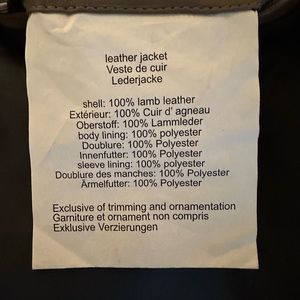 leather jacket
Veste de cuir
Lederjacke
shell: 100% lamb leather
Extérieur: 100% Cuir d' agneau
Oberstoff: 100% Lammleder
body lining: 100% polyester
Doublure: 100% Polyester
Innenfutter: 100% Polyester
sleeve lining: 100% polyester
Doublure des manches: 100% Polyester
Ärmelfutter: 100% Polyester
Exclusive of trimming and ornamentation
Garniture et ornament non compris
Exklusive Verzierungen